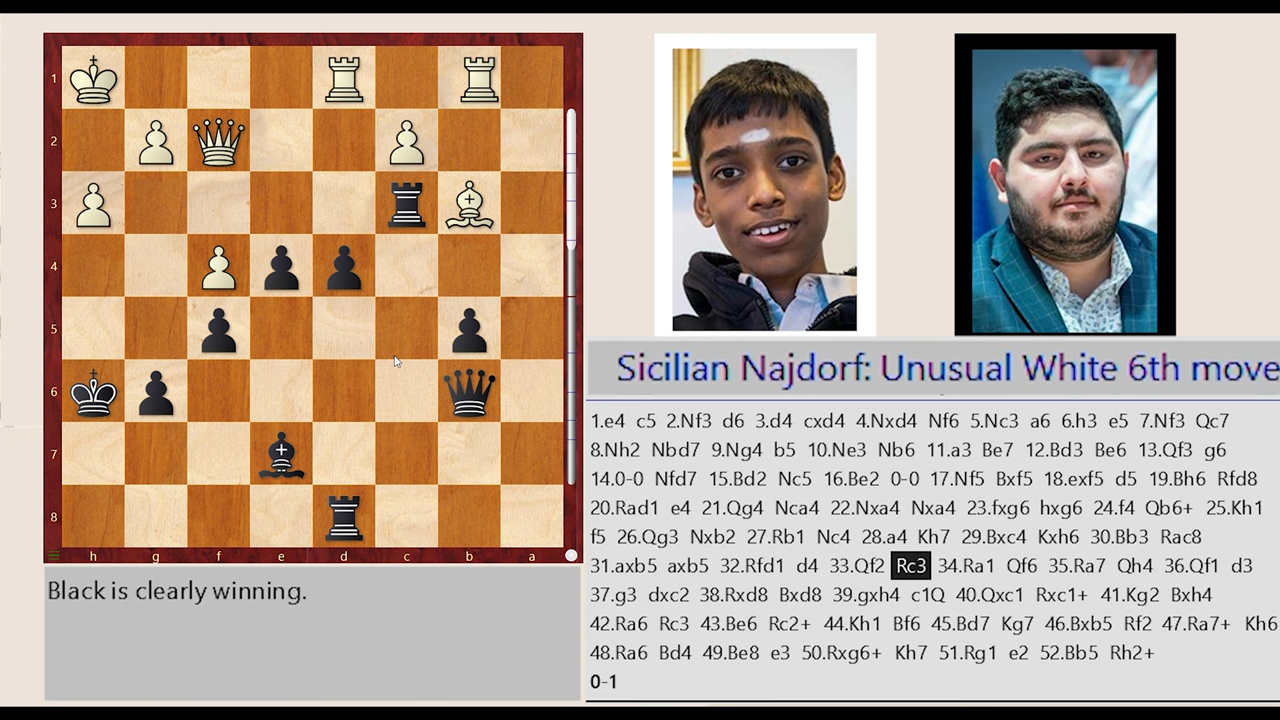 1
2
3
4
5
6
7
8
h g f e d c b a
Sicilian Najdorf: Unusual White 6th move
1.e4 c5 2.Nf3 d6 3.d4 cxd4 4.Nxd4 Nf6 5.Nc3 a6 6.h3 e5 7.Nf3 Qc7
8.Nh2 Nbd7 9.Ng4 b5 10.Ne3 Nb6 11.a3 Be7 12.Bd3 Be6 13.Qf3 g6
14.0-0 Nfd7 15.Bd2 Nc5 16.Be2 0-0 17.Nf5 Bxf5 18.exf5 d5 19.Bh6 Rfd8
20.Rad1 e4 21.Qg4 Nca4 22.Nxa4 Nxa4 23.fxg6 hxg6 24.f4 Qb6+ 25.Kh1
f5 26.Qg3 Nxb2 27.Rb1 Nc4 28.a4 Kh7 29.Bxc4 Kxh6 30.Bb3 Rac8
31.axb5 axb5 32.Rfd1 d4 33.Qf2 Rc3 34.Ra1 Qf6 35.Ra7 Qh4 36.Qf1 d3
37.g3 dxc2 38.Rxd8 Bxd8 39.gxh4 c1Q 40.Qxc1 Rxc1+ 41.Kg2 Bxh4
42.Ra6 Rc3 43.Be6 Rc2+ 44.Kh1 Bf6 45.Bd7 Kg7 46.Bxb5 Rf2 47.Ra7+ Kh6
48.Ra6 Bd4 49.Be8 e3 50.Rxg6+ Kh7 51.Rg1 e2 52.Bb5 Rh2+
0-1
Black is clearly winning.